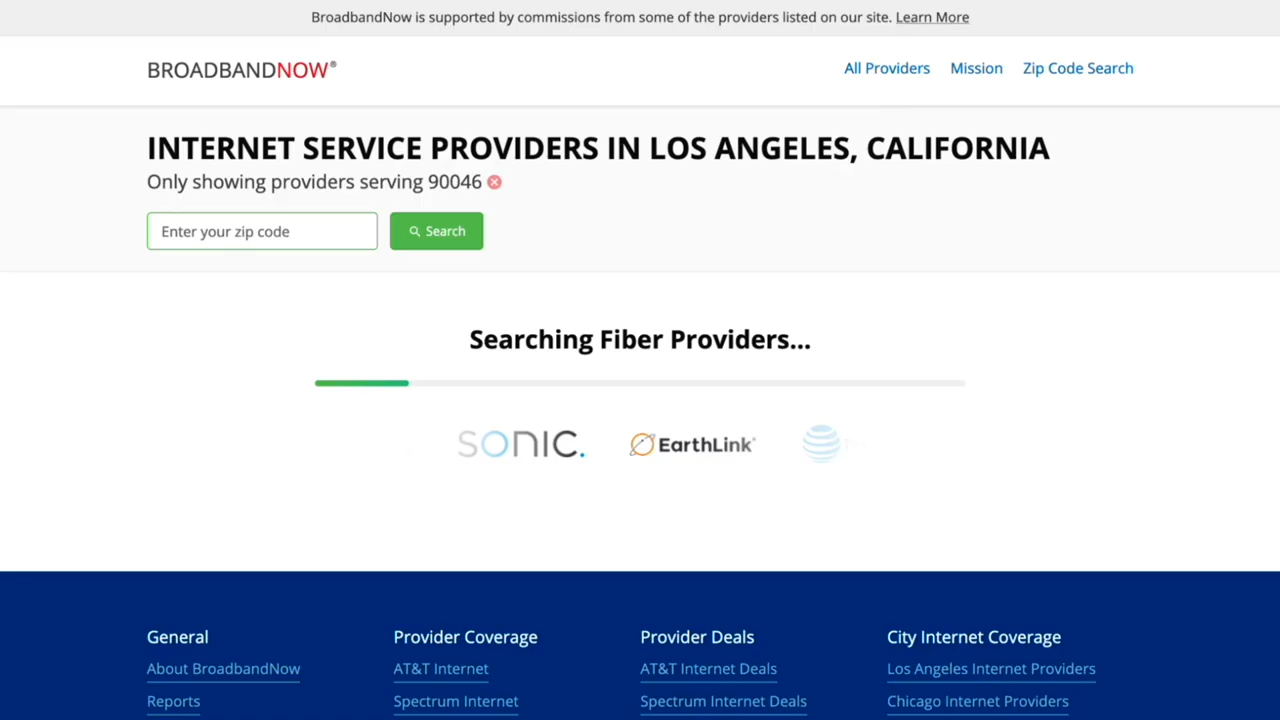 BroadbandNow is supported by commissions from some of the providers listed on our site. Learn More
BROADBANDNOW®
All Providers Mission Zip Code Search
INTERNET SERVICE PROVIDERS IN LOS ANGELES, CALIFORNIA
Only showing providers serving 90046
Enter your zip code Search
Searching Fiber Providers...
sonic. EarthLink
General Provider Coverage Provider Deals City Internet Coverage
About BroadbandNow AT&T Internet AT&T Internet Deals Los Angeles Internet Providers
Reports Spectrum Internet Spectrum Internet Deals Chicago Internet Providers